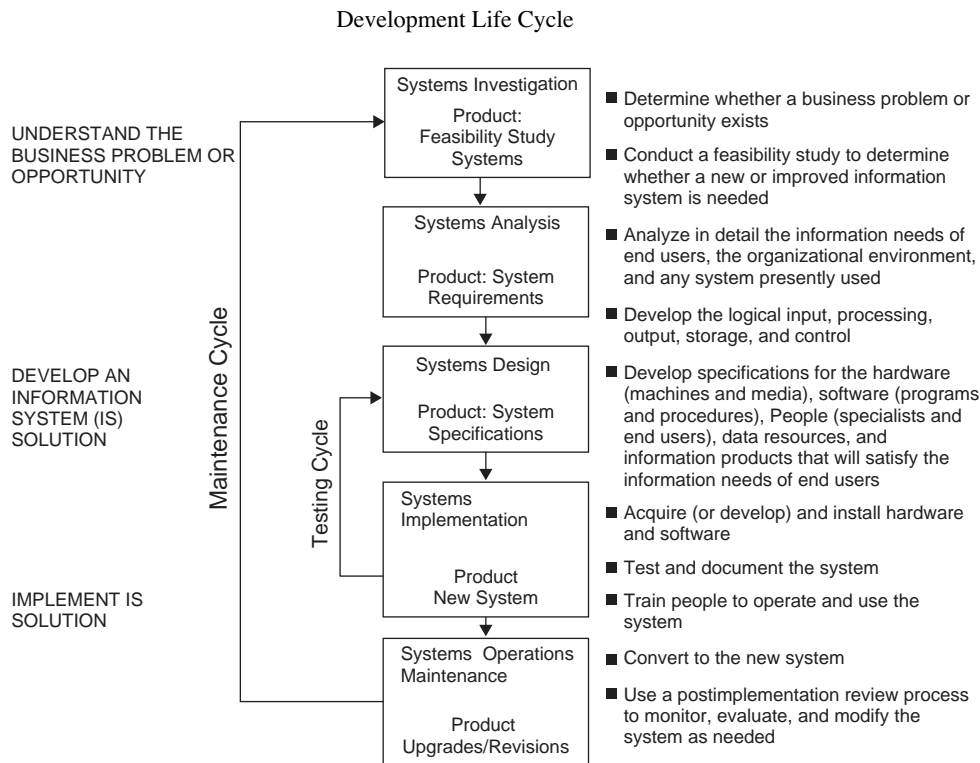 Development Life Cycle
UNDERSTAND THE
BUSINESS PROBLEM OR
OPPORTUNITY
DEVELOP AN
INFORMATION
SYSTEM (IS)
SOLUTION
IMPLEMENT IS
SOLUTION
Maintenance Cycle
Testing Cycle
Systems Investigation
Product:
Feasibility Study
Systems
Systems Analysis
Product: System
Requirements
Systems Design
Product: System
Specifications
Systems
Implementation
Product
New System
Systems Operations
Maintenance
Product
Upgrades/Revisions
■ Determine whether a business problem or
opportunity exists
■ Conduct a feasibility study to determine
whether a new or improved information
system is needed
■ Analyze in detail the information needs of
end users, the organizational environment,
and any system presently used
■ Develop the logical input, processing,
output, storage, and control
■ Develop specifications for the hardware
(machines and media), software (programs
and procedures), People (specialists and
end users), data resources, and
information products that will satisfy the
information needs of end users
■ Acquire (or develop) and install hardware
and software
■ Test and document the system
■ Train people to operate and use the
system
■ Convert to the new system
■ Use a postimplementation review process
to monitor, evaluate, and modify the
system as needed